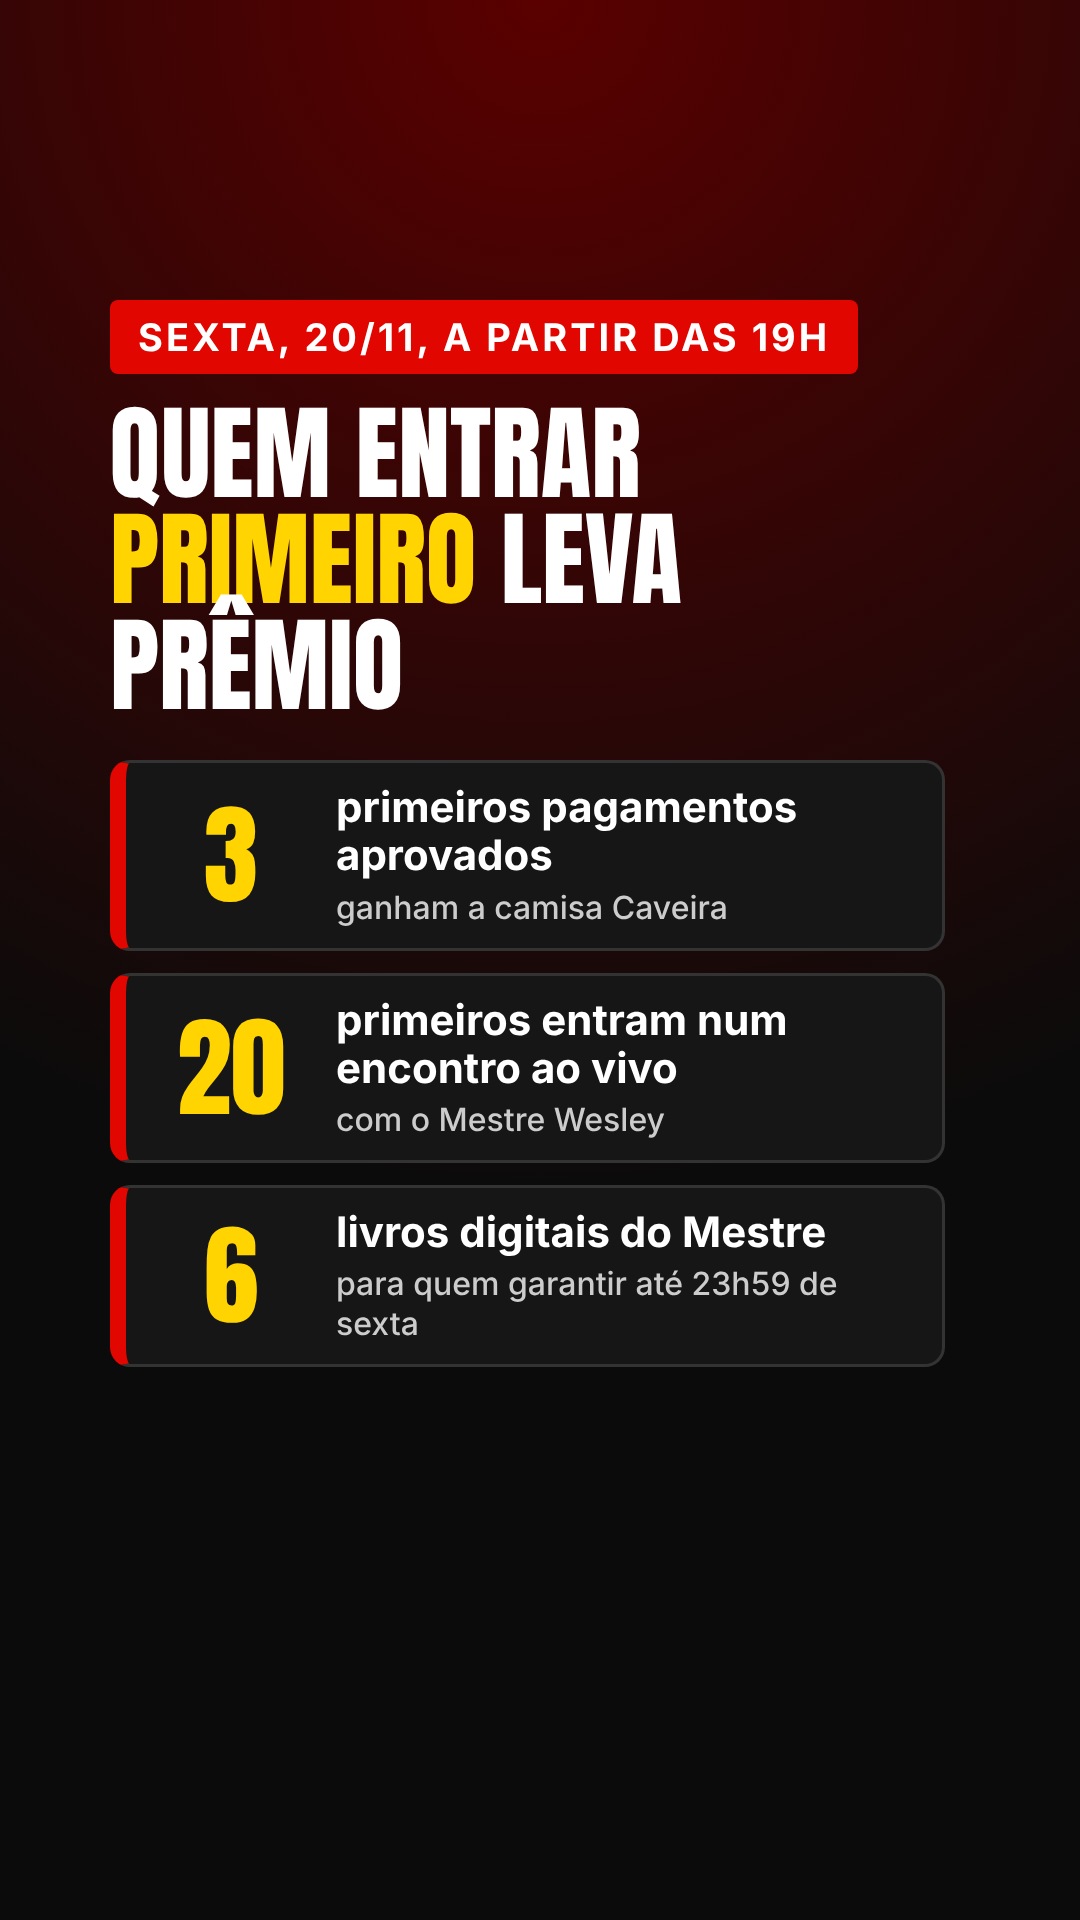 SEXTA, 20/11, A PARTIR DAS 19H
QUEM ENTRAR
PRIMEIRO LEVA
PRÊMIO
3
primeiros pagamentos
aprovados
ganham a camisa Caveira
20
primeiros entram num
encontro ao vivo
com o Mestre Wesley
6
livros digitais do Mestre
para quem garantir até 23h59 de
sexta